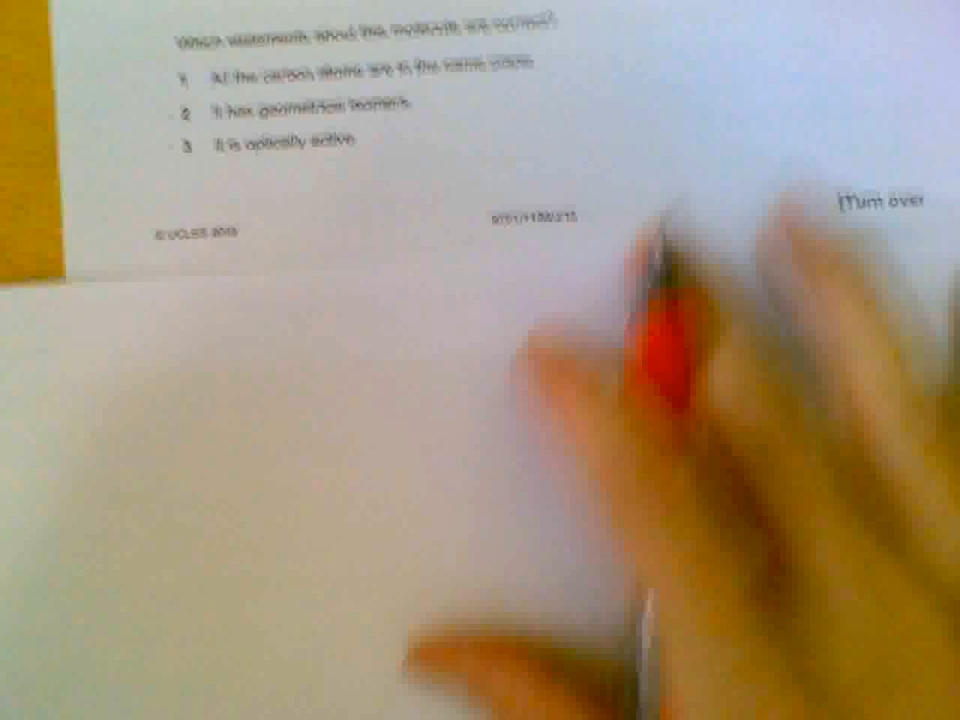 Which statements about the molecule are correct?
1 All the carbon atoms are in the same plane.
2 It has geometrical isomers.
3 It is optically active.
[Turn over
© UCLES